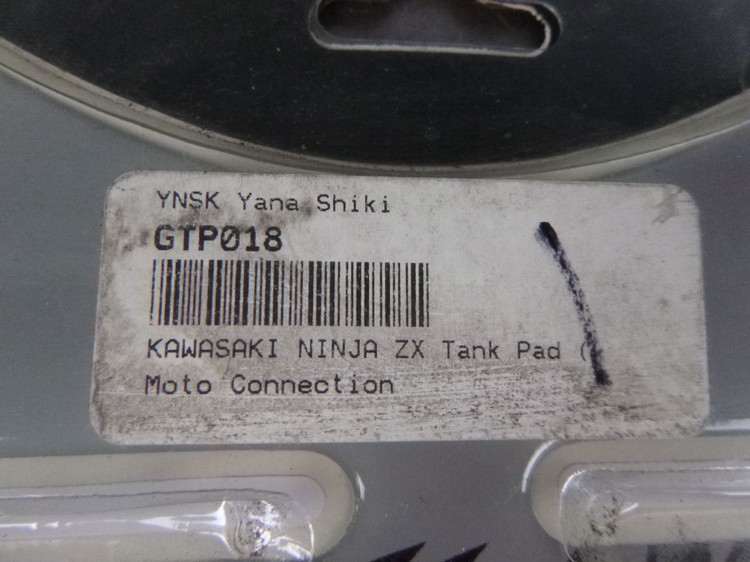 YNSK Yana Shiki
GTP018
KAWASAKI NINJA ZX Tank Pad (
Moto Connection